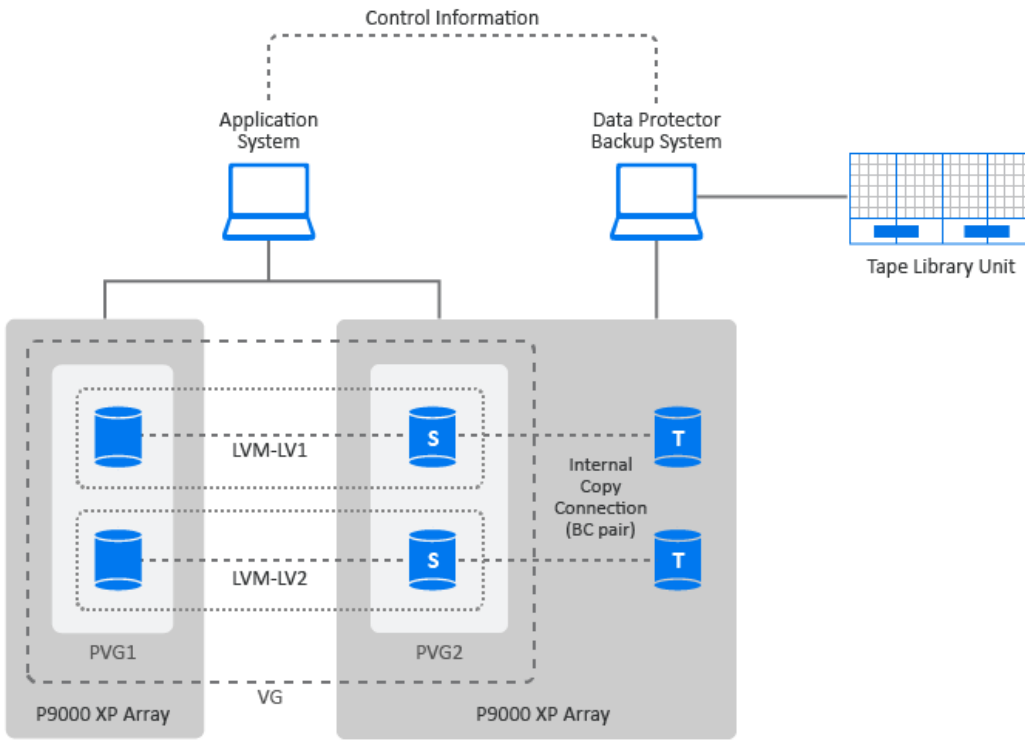 Control Information
Application
System
Data Protector
Backup System
Tape Library Unit
S
T
LVM-LV1
Internal
Copy
Connection
(BC pair)
S
T
LVM-LV2
PVG1
PVG2
VG
P9000 XP Array
P9000 XP Array